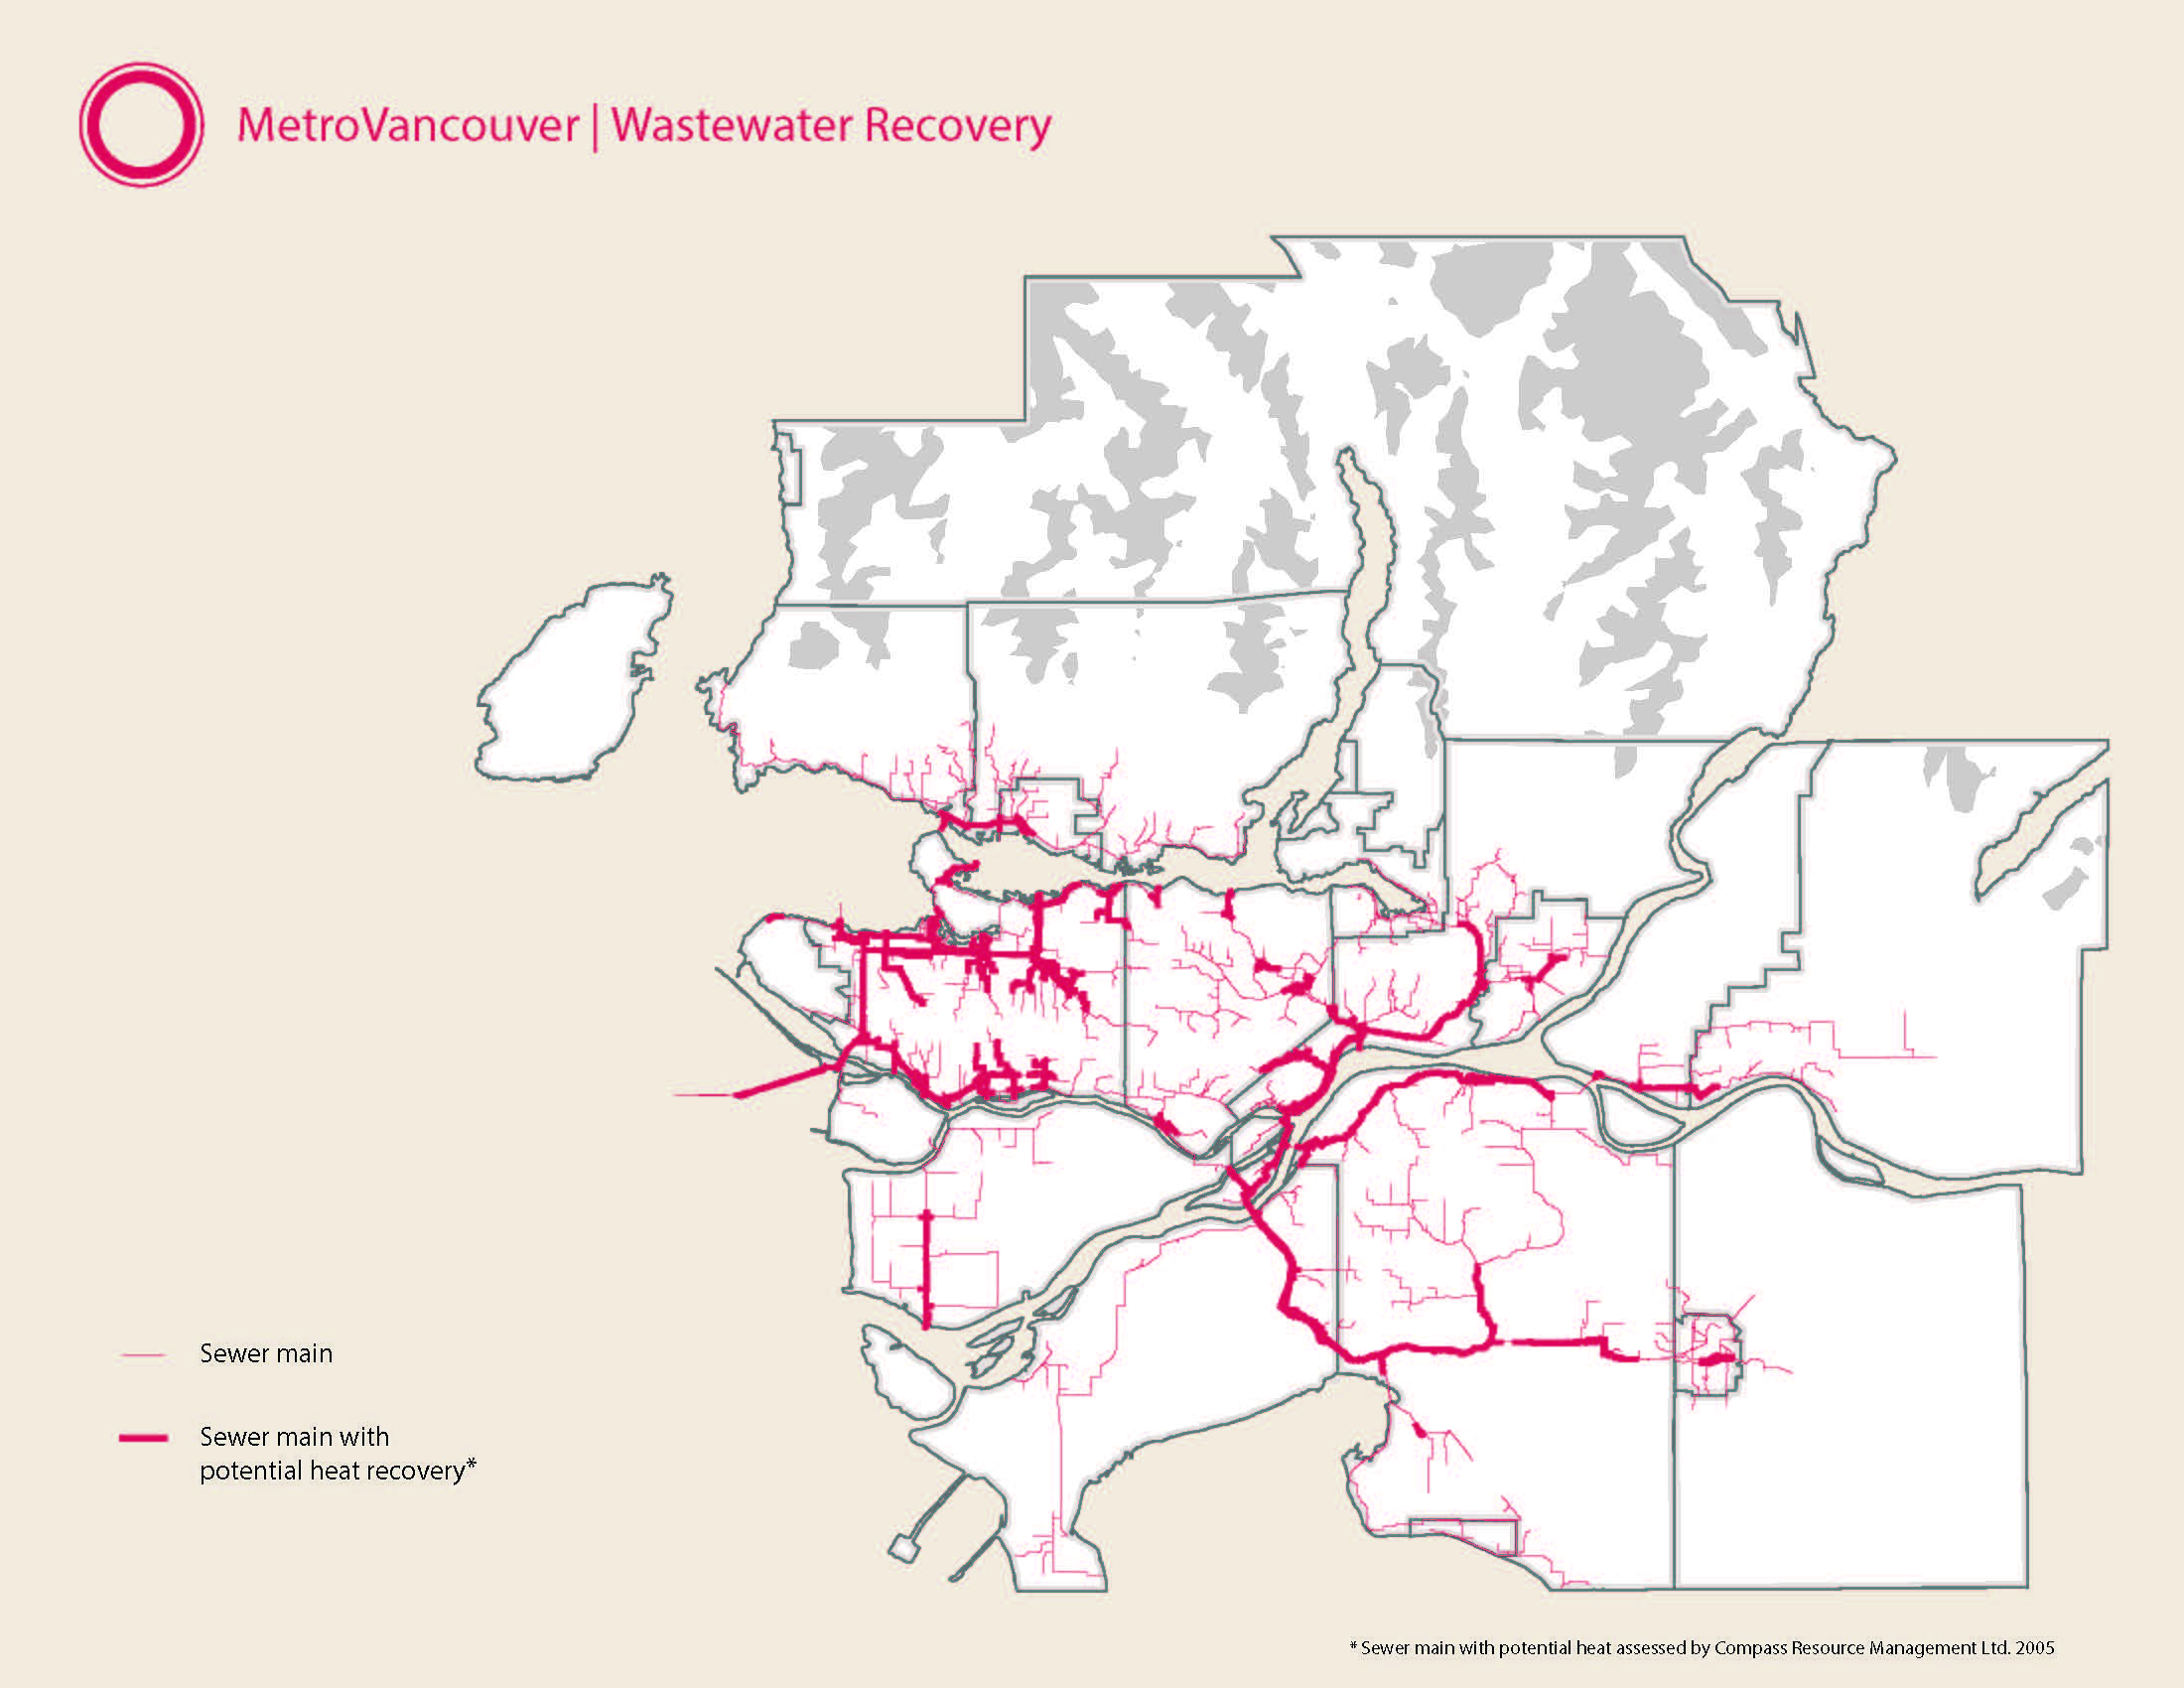 MetroVancouver | Wastewater Recovery
Sewer main
Sewer main with
potential heat recovery*
* Sewer main with potential heat assessed by Compass Resource Management Ltd. 2005